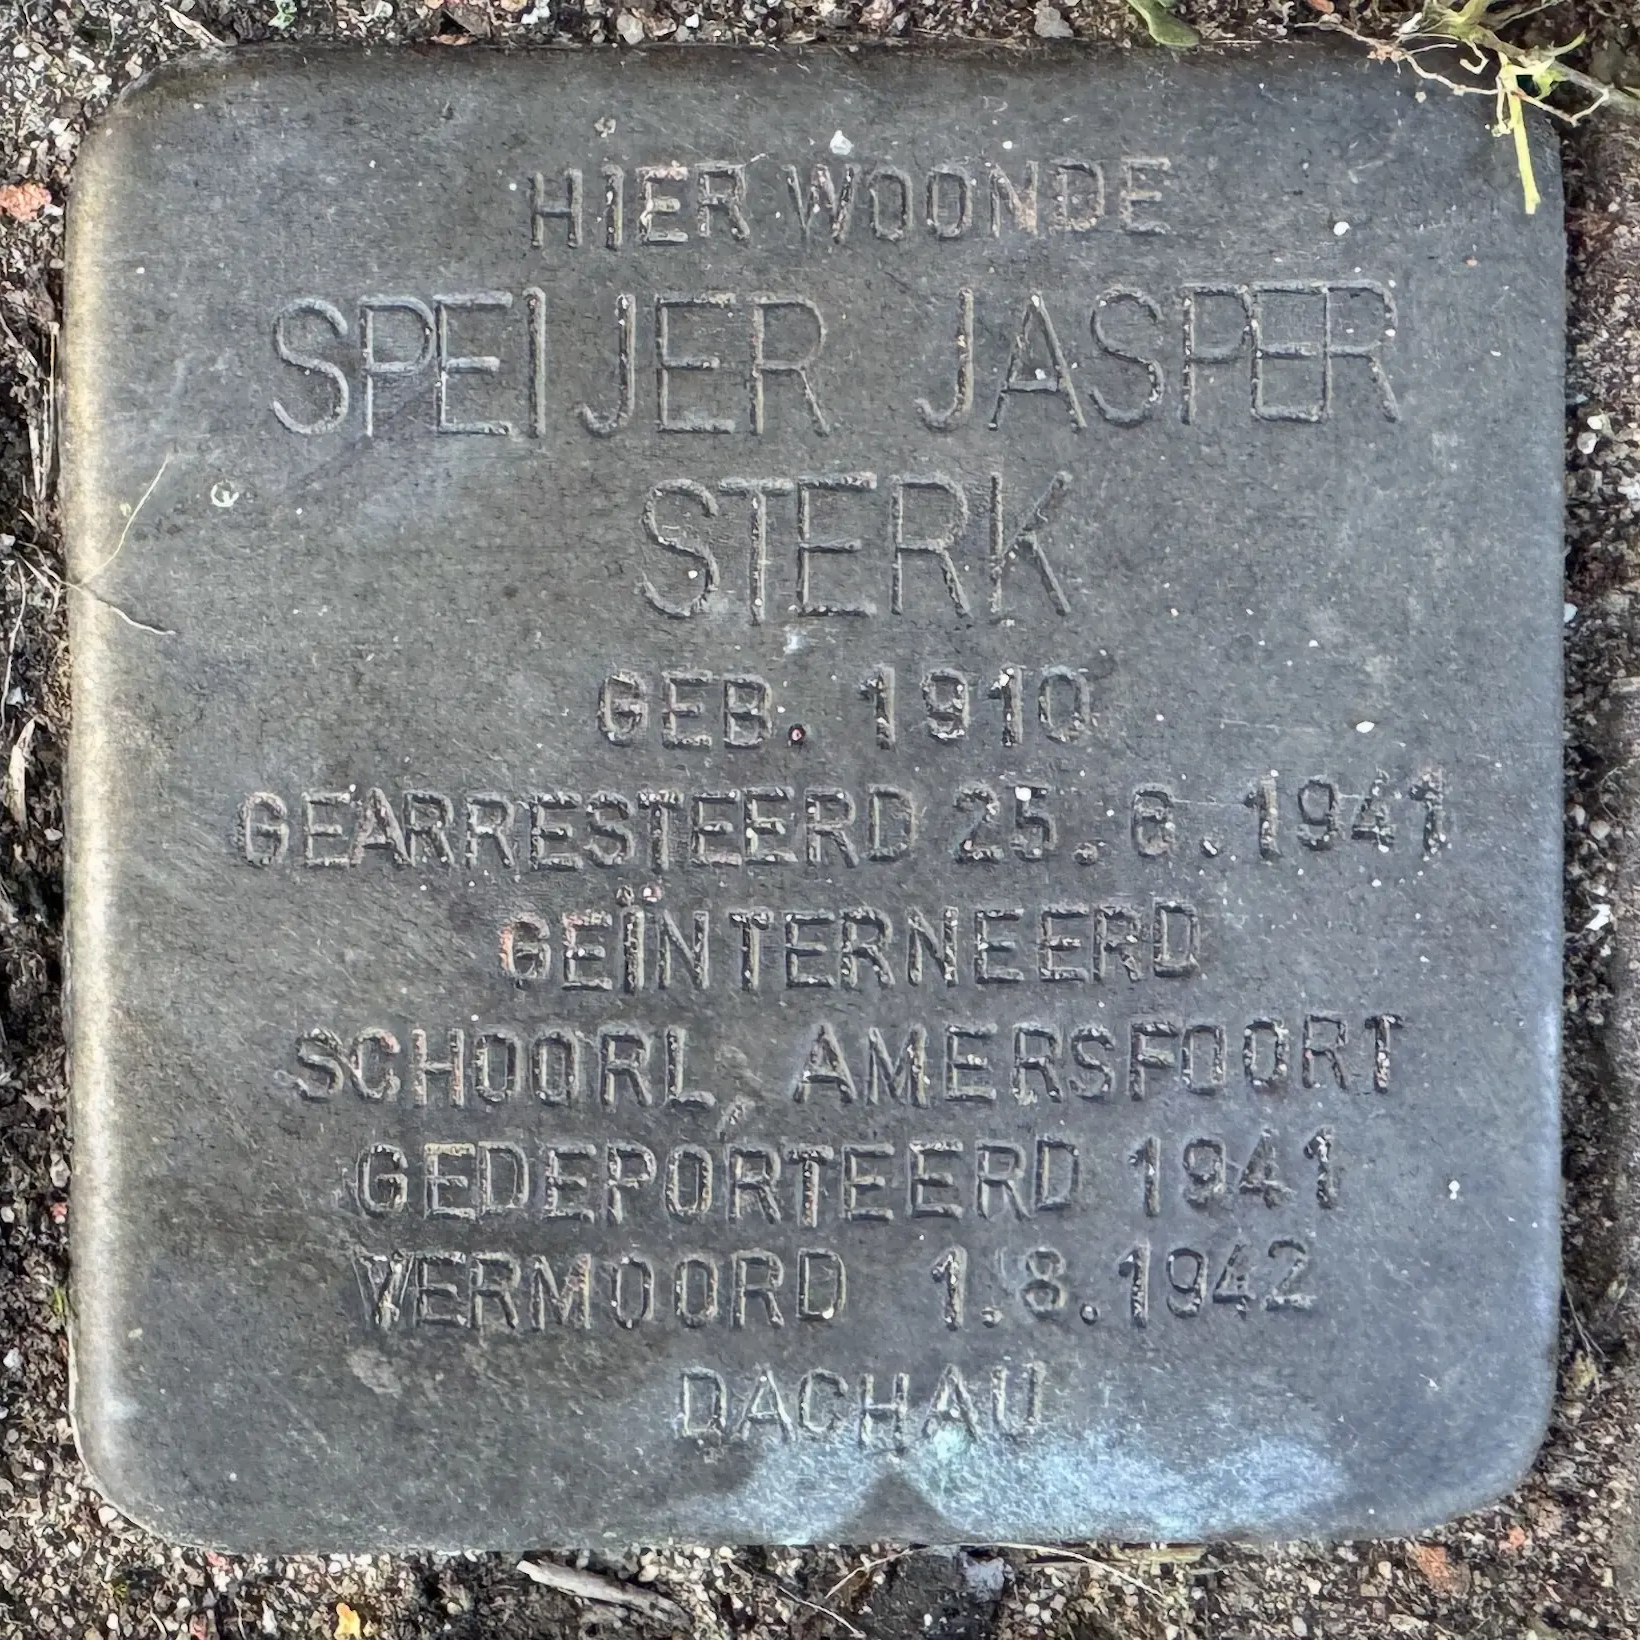 HIER WOONDE
SPEIJER JASPER
STERK
GEB. 1910
GEARRESTEERD 25.6.1941
GEÏNTERNEERD
SCHOORL, AMERSFOORT
GEDEPORTEERD 1941
VERMOORD 1.8.1942
DACHAU